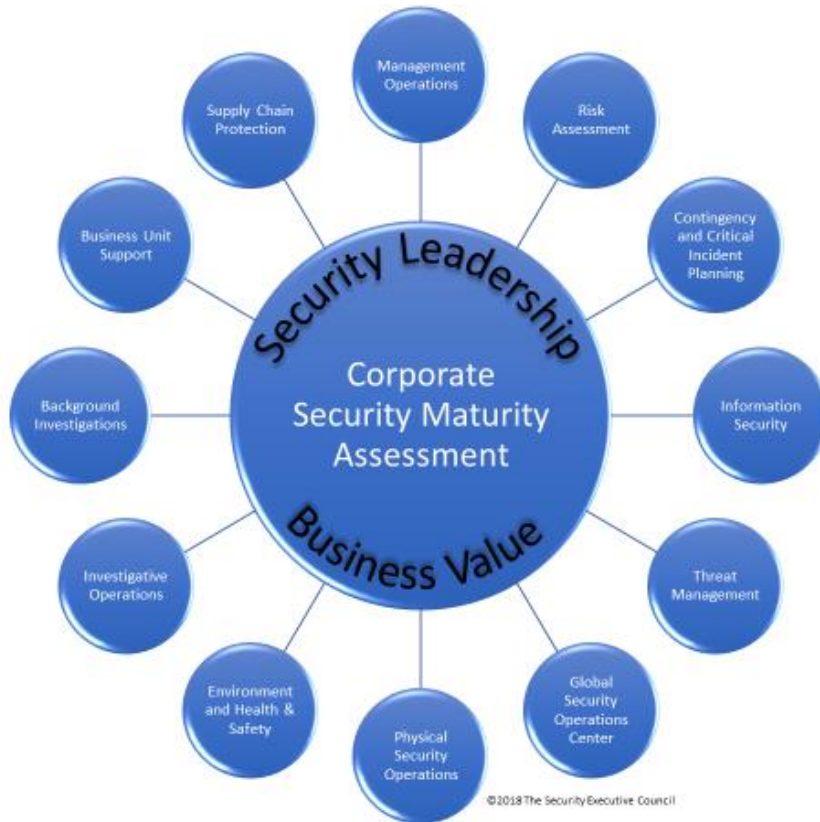 Management
Operations
Risk
Assessment
Contingency
and Critical
Incident
Planning
Information
Security
Threat
Management
Global
Security
Operations
Center
Physical
Security
Operations
Environment
and Health &
Safety
Investigative
Operations
Background
Investigations
Business Unit
Support
Supply Chain
Protection
Security Leadership
Corporate
Security Maturity
Assessment
Business Value
©2018 The Security Executive Council